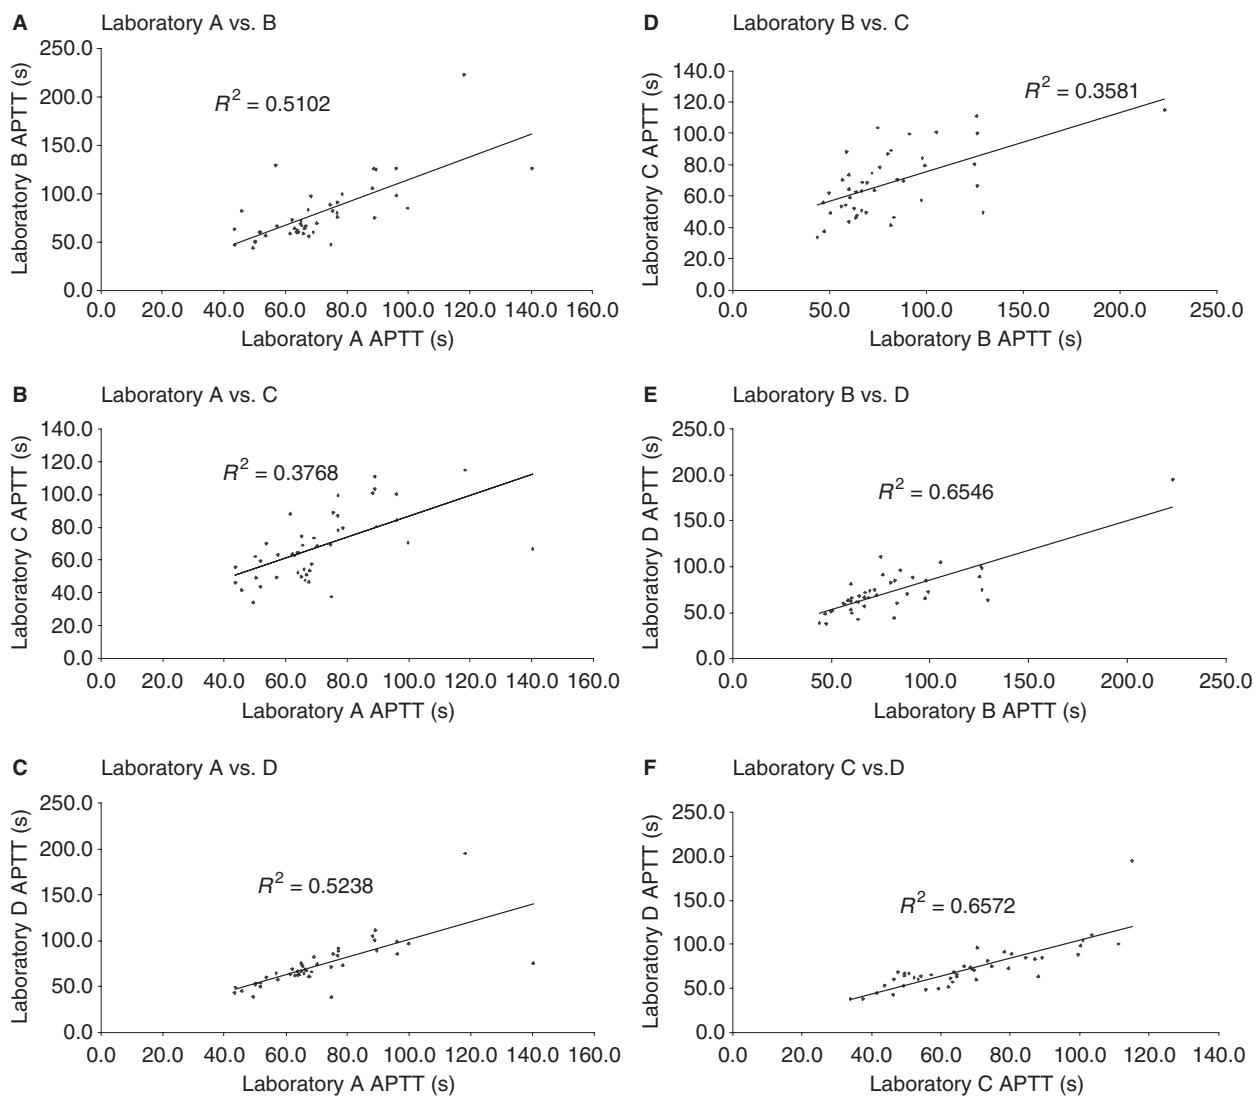 A Laboratory A vs. B
Laboratory B APTT (s)
250.0
200.0
150.0
100.0
50.0
0.0
R² = 0.5102
0.0 20.0 40.0 60.0 80.0 100.0 120.0 140.0 160.0
Laboratory A APTT (s)
B Laboratory A vs. C
Laboratory C APTT (s)
140.0
120.0
100.0
80.0
60.0
40.0
20.0
0.0
R² = 0.3768
0.0 20.0 40.0 60.0 80.0 100.0 120.0 140.0 160.0
Laboratory A APTT (s)
C Laboratory A vs. D
Laboratory D APTT (s)
250.0
200.0
150.0
100.0
50.0
0.0
R² = 0.5238
0.0 20.0 40.0 60.0 80.0 100.0 120.0 140.0 160.0
Laboratory A APTT (s)
D Laboratory B vs. C
Laboratory C APTT (s)
140.0
120.0
100.0
80.0
60.0
40.0
20.0
0.0
R² = 0.3581
0.0 50.0 100.0 150.0 200.0 250.0
Laboratory B APTT (s)
E Laboratory B vs. D
Laboratory D APTT (s)
250.0
200.0
150.0
100.0
50.0
0.0
R² = 0.6546
0.0 50.0 100.0 150.0 200.0 250.0
Laboratory B APTT (s)
F Laboratory C vs.D
Laboratory D APTT (s)
250.0
200.0
150.0
100.0
50.0
0.0
R² = 0.6572
0.0 20.0 40.0 60.0 80.0 100.0 120.0 140.0
Laboratory C APTT (s)